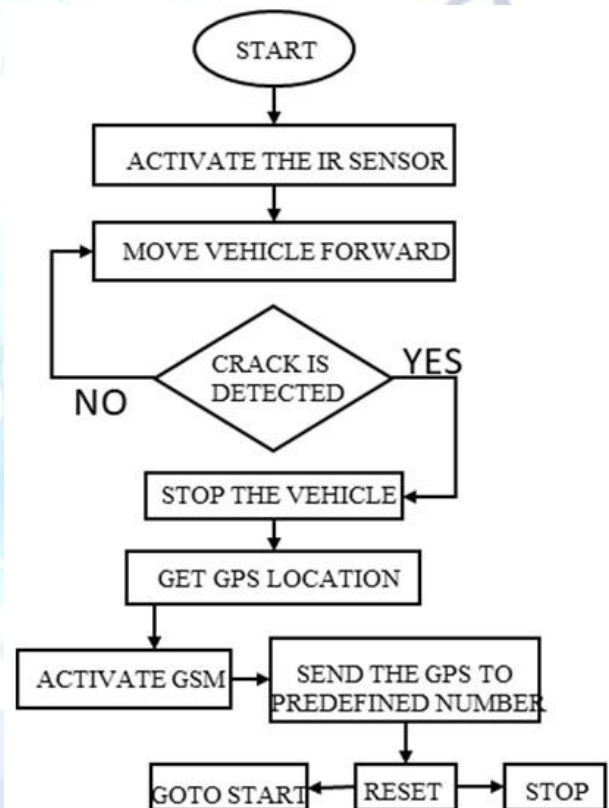 START
ACTIVATE THE IR SENSOR
MOVE VEHICLE FORWARD
CRACK IS
DETECTED
YES
NO
STOP THE VEHICLE
GET GPS LOCATION
ACTIVATE GSM
SEND THE GPS TO
PREDEFINED NUMBER
GOTO START
RESET
STOP